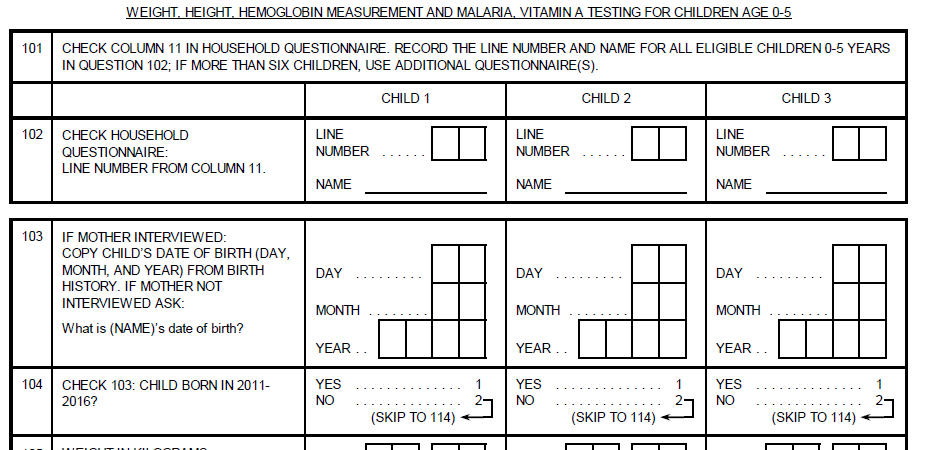 WEIGHT, HEIGHT, HEMOGLOBIN MEASUREMENT AND MALARIA, VITAMIN A TESTING FOR CHILDREN AGE 0-5
101 CHECK COLUMN 11 IN HOUSEHOLD QUESTIONNAIRE. RECORD THE LINE NUMBER AND NAME FOR ALL ELIGIBLE CHILDREN 0-5 YEARS
IN QUESTION 102; IF MORE THAN SIX CHILDREN, USE ADDITIONAL QUESTIONNAIRE(S).
CHILD 1 CHILD 2 CHILD 3
102 CHECK HOUSEHOLD
QUESTIONNAIRE:
LINE NUMBER FROM COLUMN 11.
LINE
NUMBER . . . . . .
NAME
LINE
NUMBER . . . . . .
NAME
LINE
NUMBER . . . . . .
NAME
103 IF MOTHER INTERVIEWED:
COPY CHILD'S DATE OF BIRTH (DAY,
MONTH, AND YEAR) FROM BIRTH
HISTORY. IF MOTHER NOT
INTERVIEWED ASK:
What is (NAME)'s date of birth?
DAY . . . . . . . . .
MONTH . . . . . . . .
YEAR . .
DAY . . . . . . . . .
MONTH . . . . . . . .
YEAR . .
DAY . . . . . . . . .
MONTH . . . . . . . .
YEAR . .
104 CHECK 103: CHILD BORN IN 2011-
2016?
YES . . . . . . . . . . . . . . 1
NO . . . . . . . . . . . . . . 2
(SKIP TO 114)
YES . . . . . . . . . . . . . . 1
NO . . . . . . . . . . . . . . 2
(SKIP TO 114)
YES . . . . . . . . . . . . . . 1
NO . . . . . . . . . . . . . . 2
(SKIP TO 114)